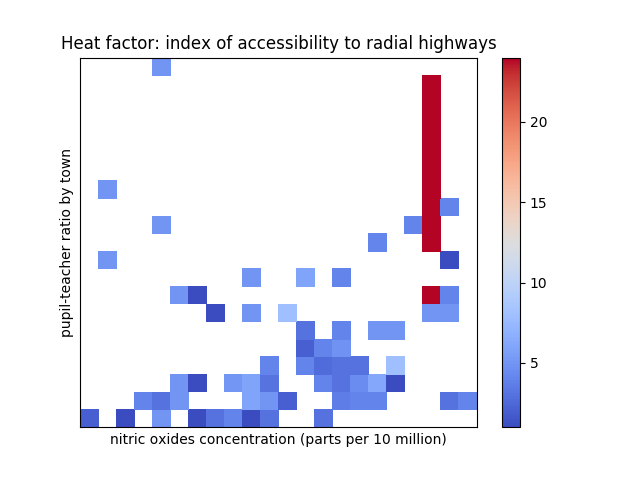 Heat factor: index of accessibility to radial highways
pupil-teacher ratio by town
20
15
10
5
nitric oxides concentration (parts per 10 million)